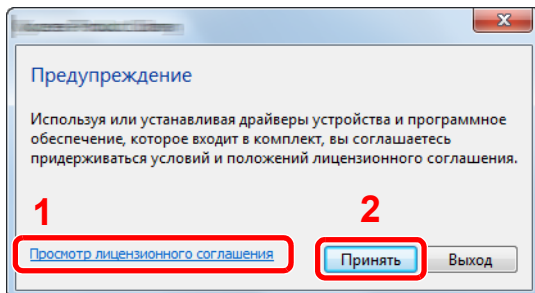 Предупреждение
Используя или устанавливая драйверы устройства и программное
обеспечение, которое входит в комплект, вы соглашаетесь
придерживаться условий и положений лицензионного соглашения.
1
2
Просмотр лицензионного соглашения
Принять
Выход